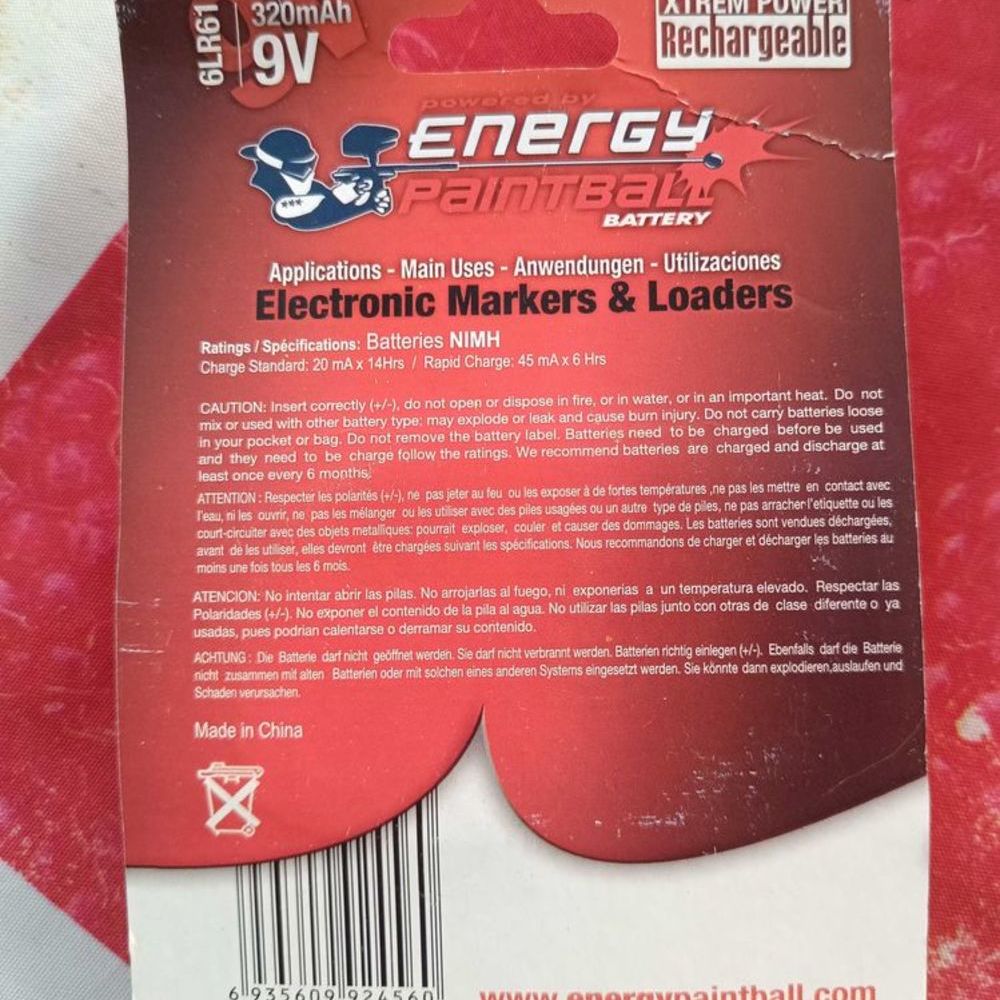 6LR61
320mAh
9V
XTREM POWER
Rechargeable
powered by
ENERGY
PAINTBALL
BATTERY
Applications - Main Uses - Anwendungen - Utilizaciones
Electronic Markers & Loaders
Ratings / Spécifications: Batteries NIMH
Charge Standard: 20 mA x 14Hrs / Rapid Charge: 45 mA x 6 Hrs
CAUTION: Insert correctly (+/-), do not open or dispose in fire, or in water, or in an important heat. Do not
mix or used with other battery type: may explode or leak and cause burn injury. Do not carry batteries loose
in your pocket or bag. Do not remove the battery label. Batteries need to be charged before be used
and they need to be charge follow the ratings. We recommend batteries are charged and discharge at
least once every 6 months.
ATTENTION : Respecter les polarités (+/-), ne pas jeter au feu ou les exposer à de fortes températures ,ne pas les mettre en contact avec
l'eau, ni les ouvrir, ne pas les mélanger ou les utiliser avec des piles usagées ou un autre type de piles, ne pas arracher l'etiquette ou les
court-circuiter avec des objets metalliques: pourrait exploser, couler et causer des dommages. Les batteries sont vendues déchargées,
avant de les utiliser, elles devront être chargées suivant les spécifications. Nous recommandons de charger et décharger les batteries au
moins une fois tous les 6 mois.
ATENCION: No intentar abrir las pilas. No arrojarlas al fuego, ni exponerias a un temperatura elevado. Respectar las
Polaridades (+/-). No exponer el contenido de la pila al agua. No utilizar las pilas junto con otras de clase diferente o ya
usadas, pues podrian calentarse o derramar su contenido.
ACHTUNG : Die Batterie darf nicht geöffnet werden. Sie darf nicht verbrannt werden. Batterien richtig einlegen (+/-). Ebenfalls darf die Batterie
nicht zusammen mit alten Batterien oder mit solchen eines anderen Systems eingesetzt werden. Sie könnte dann explodieren,auslaufen und
Schaden verursachen.
Made in China
6 935609 924560
www.energypaintball.com